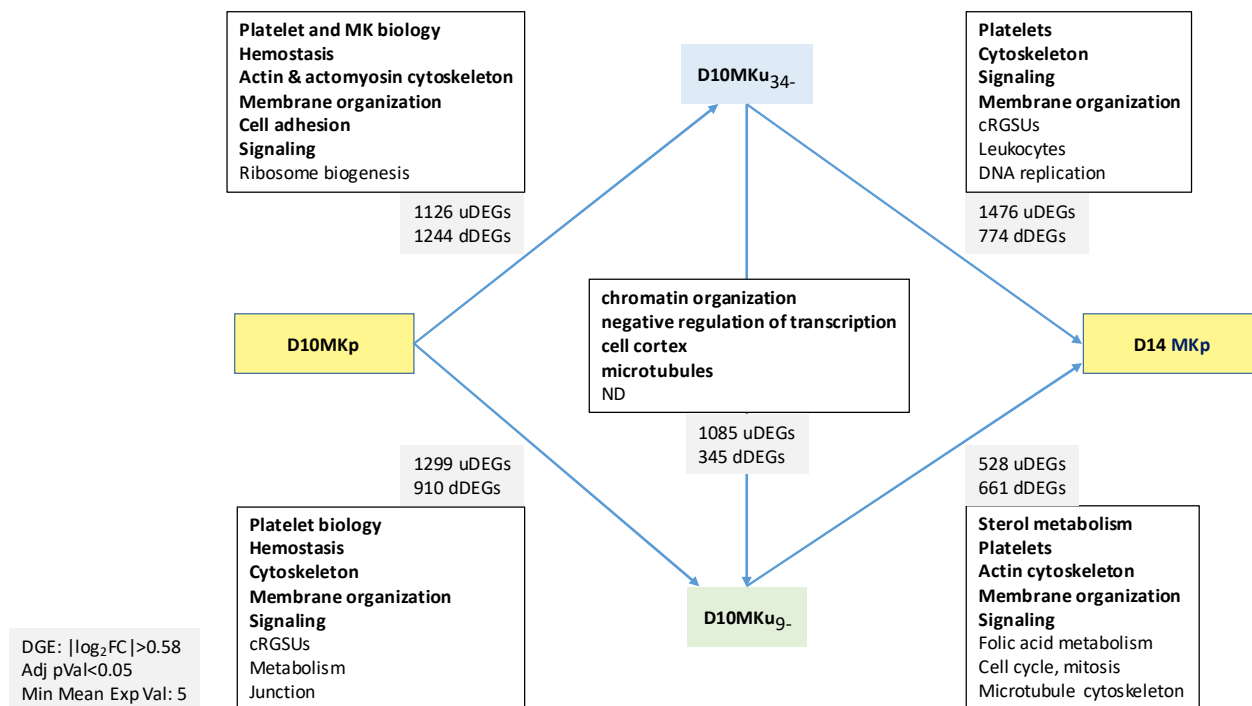 Platelet and MK biology
Hemostasis
Actin & actomyosin cytoskeleton
Membrane organization
Cell adhesion
Signaling
Ribosome biogenesis
1126 uDEGs
1244 dDEGs
D10MKu34-
Platelets
Cytoskeleton
Signaling
Membrane organization
cRGSUs
Leukocytes
DNA replication
1476 uDEGs
774 dDEGs
D10MKp
chromatin organization
negative regulation of transcription
cell cortex
microtubules
ND
1085 uDEGs
345 dDEGs
D14 MKp
1299 uDEGs
910 dDEGs
Platelet biology
Hemostasis
Cytoskeleton
Membrane organization
Signaling
cRGSUs
Metabolism
Junction
D10MKu9-
528 uDEGs
661 dDEGs
Sterol metabolism
Platelets
Actin cytoskeleton
Membrane organization
Signaling
Folic acid metabolism
Cell cycle, mitosis
Microtubule cytoskeleton
DGE: |log2FC|>0.58
Adj pVal<0.05
Min Mean Exp Val: 5